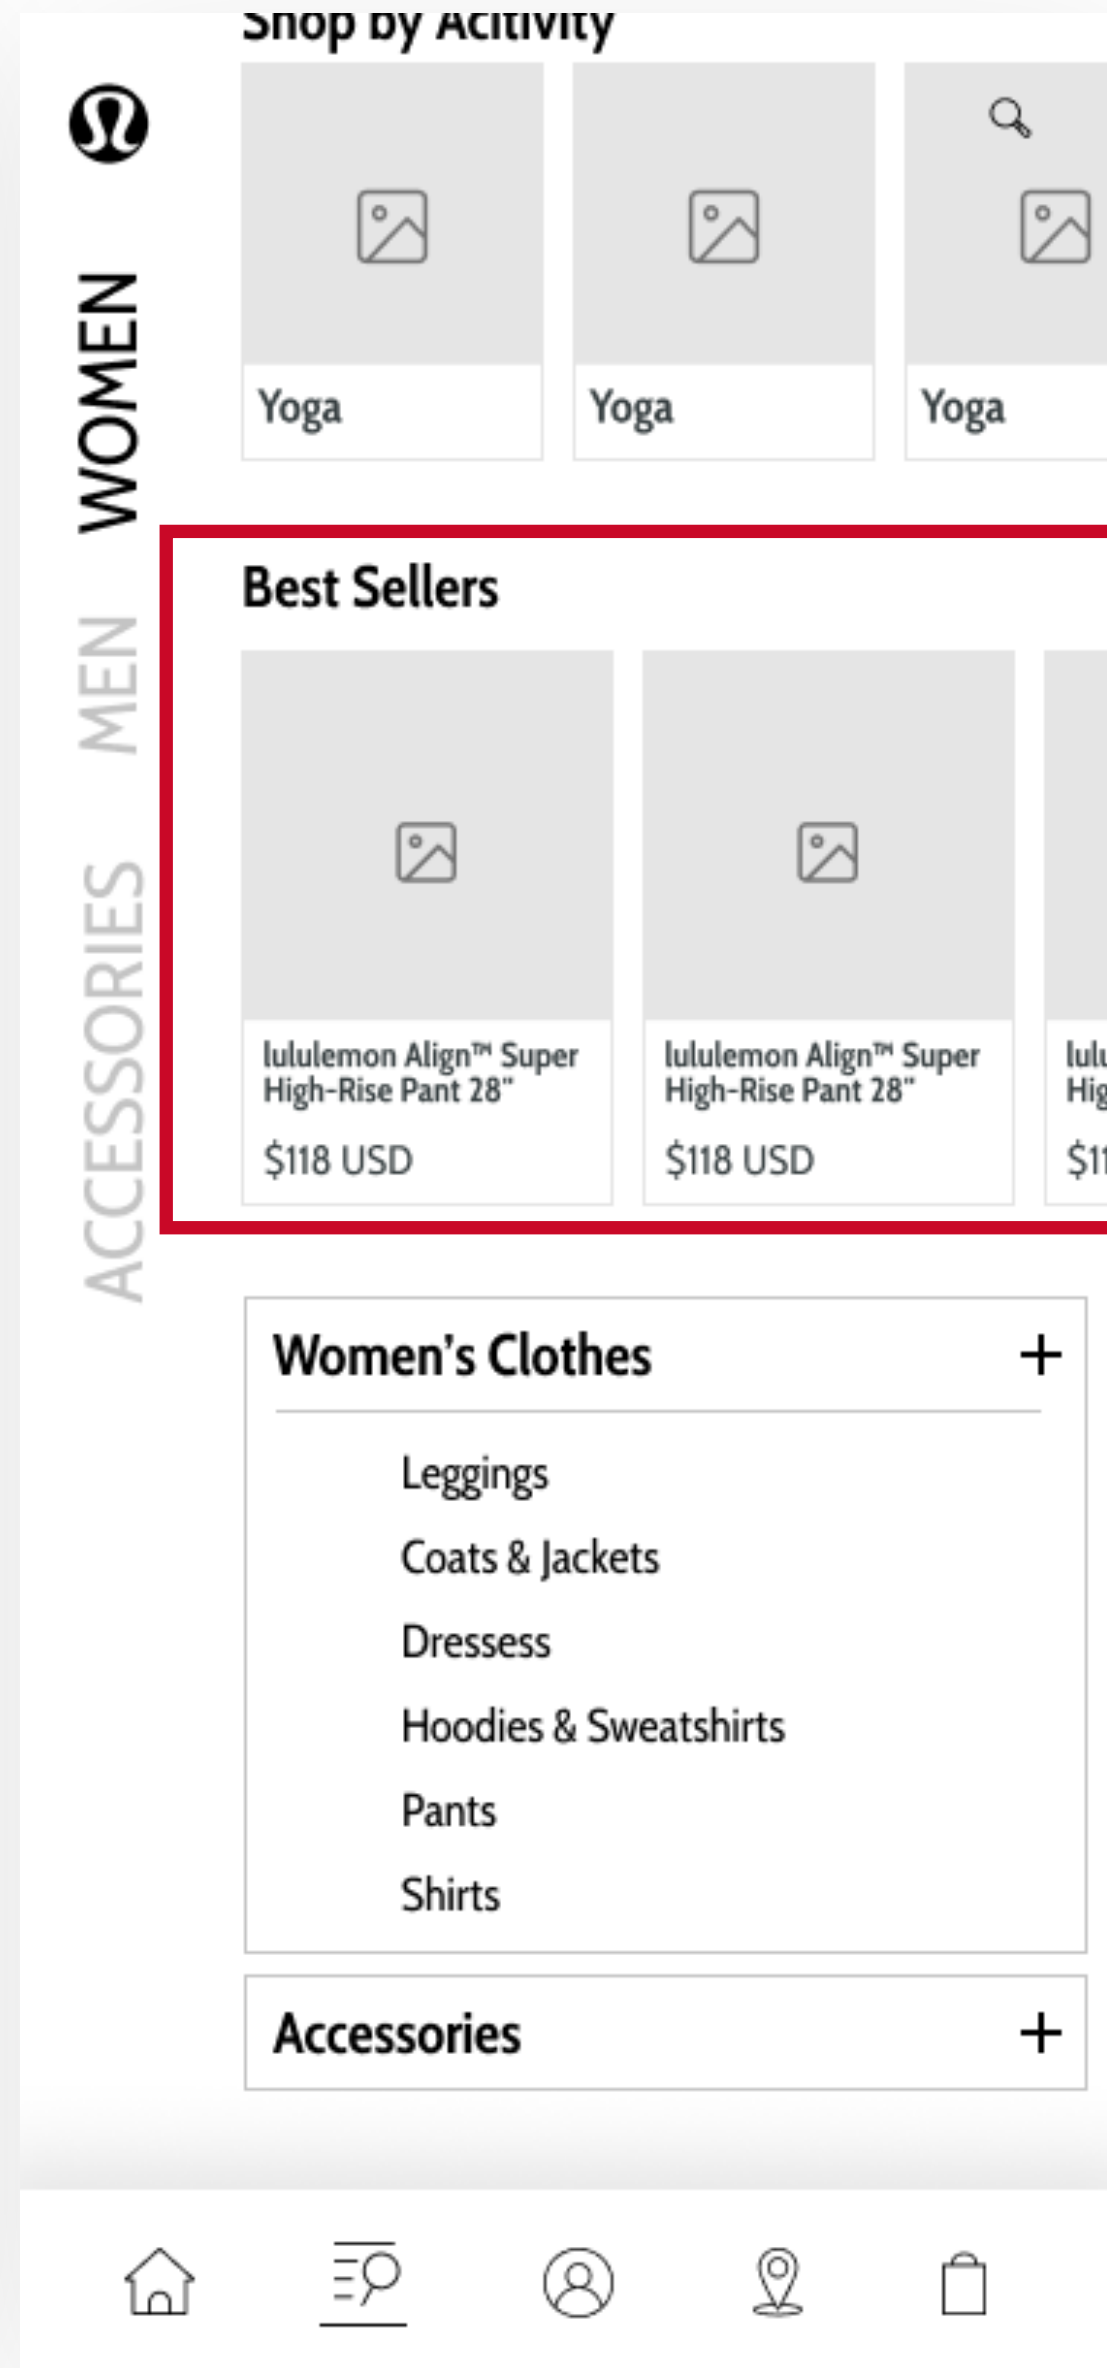 Shop by Acitivity
WOMEN
MEN
ACCESSORIES
Yoga
Yoga
Yoga
Best Sellers
lululemon Align™ Super
High-Rise Pant 28"
$118 USD
lululemon Align™ Super
High-Rise Pant 28"
$118 USD
Women's Clothes
Leggings
Coats & Jackets
Dressess
Hoodies & Sweatshirts
Pants
Shirts
Accessories